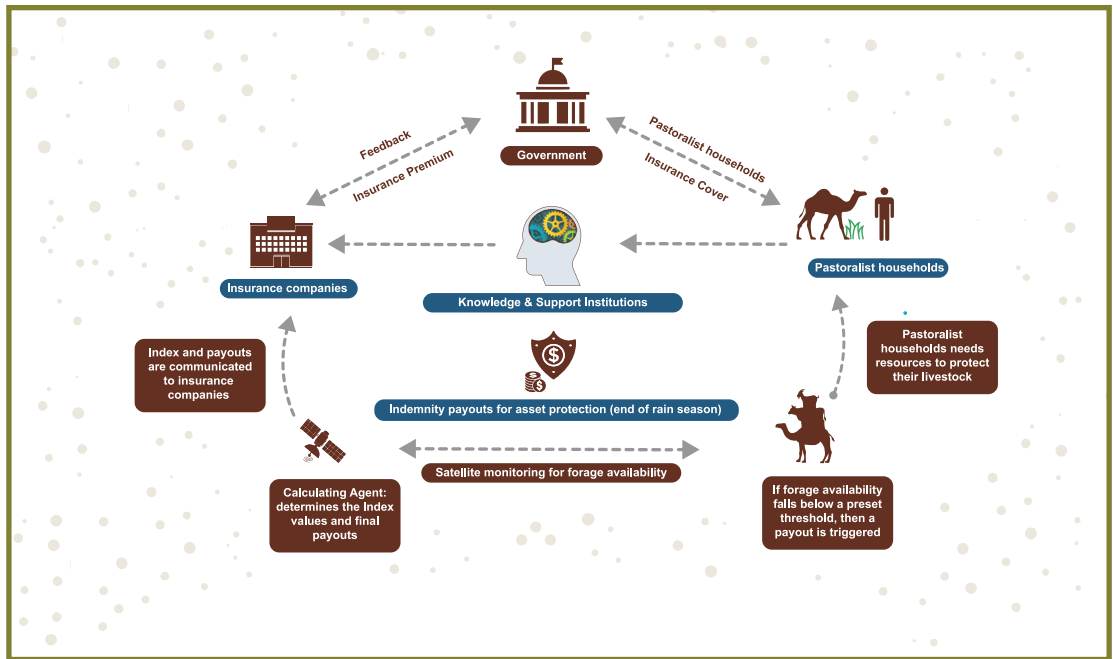 Feedback
Insurance Premium
Government
Pastoralist households
Insurance Cover
Insurance companies
Knowledge & Support Institutions
Pastoralist households
Index and payouts
are communicated
to insurance
companies
Pastoralist
households needs
resources to protect
their livestock
Indemnity payouts for asset protection (end of rain season)
Satellite monitoring for forage availability
Calculating Agent:
determines the Index
values and final
payouts
If forage availability
falls below a preset
threshold, then a
payout is triggered